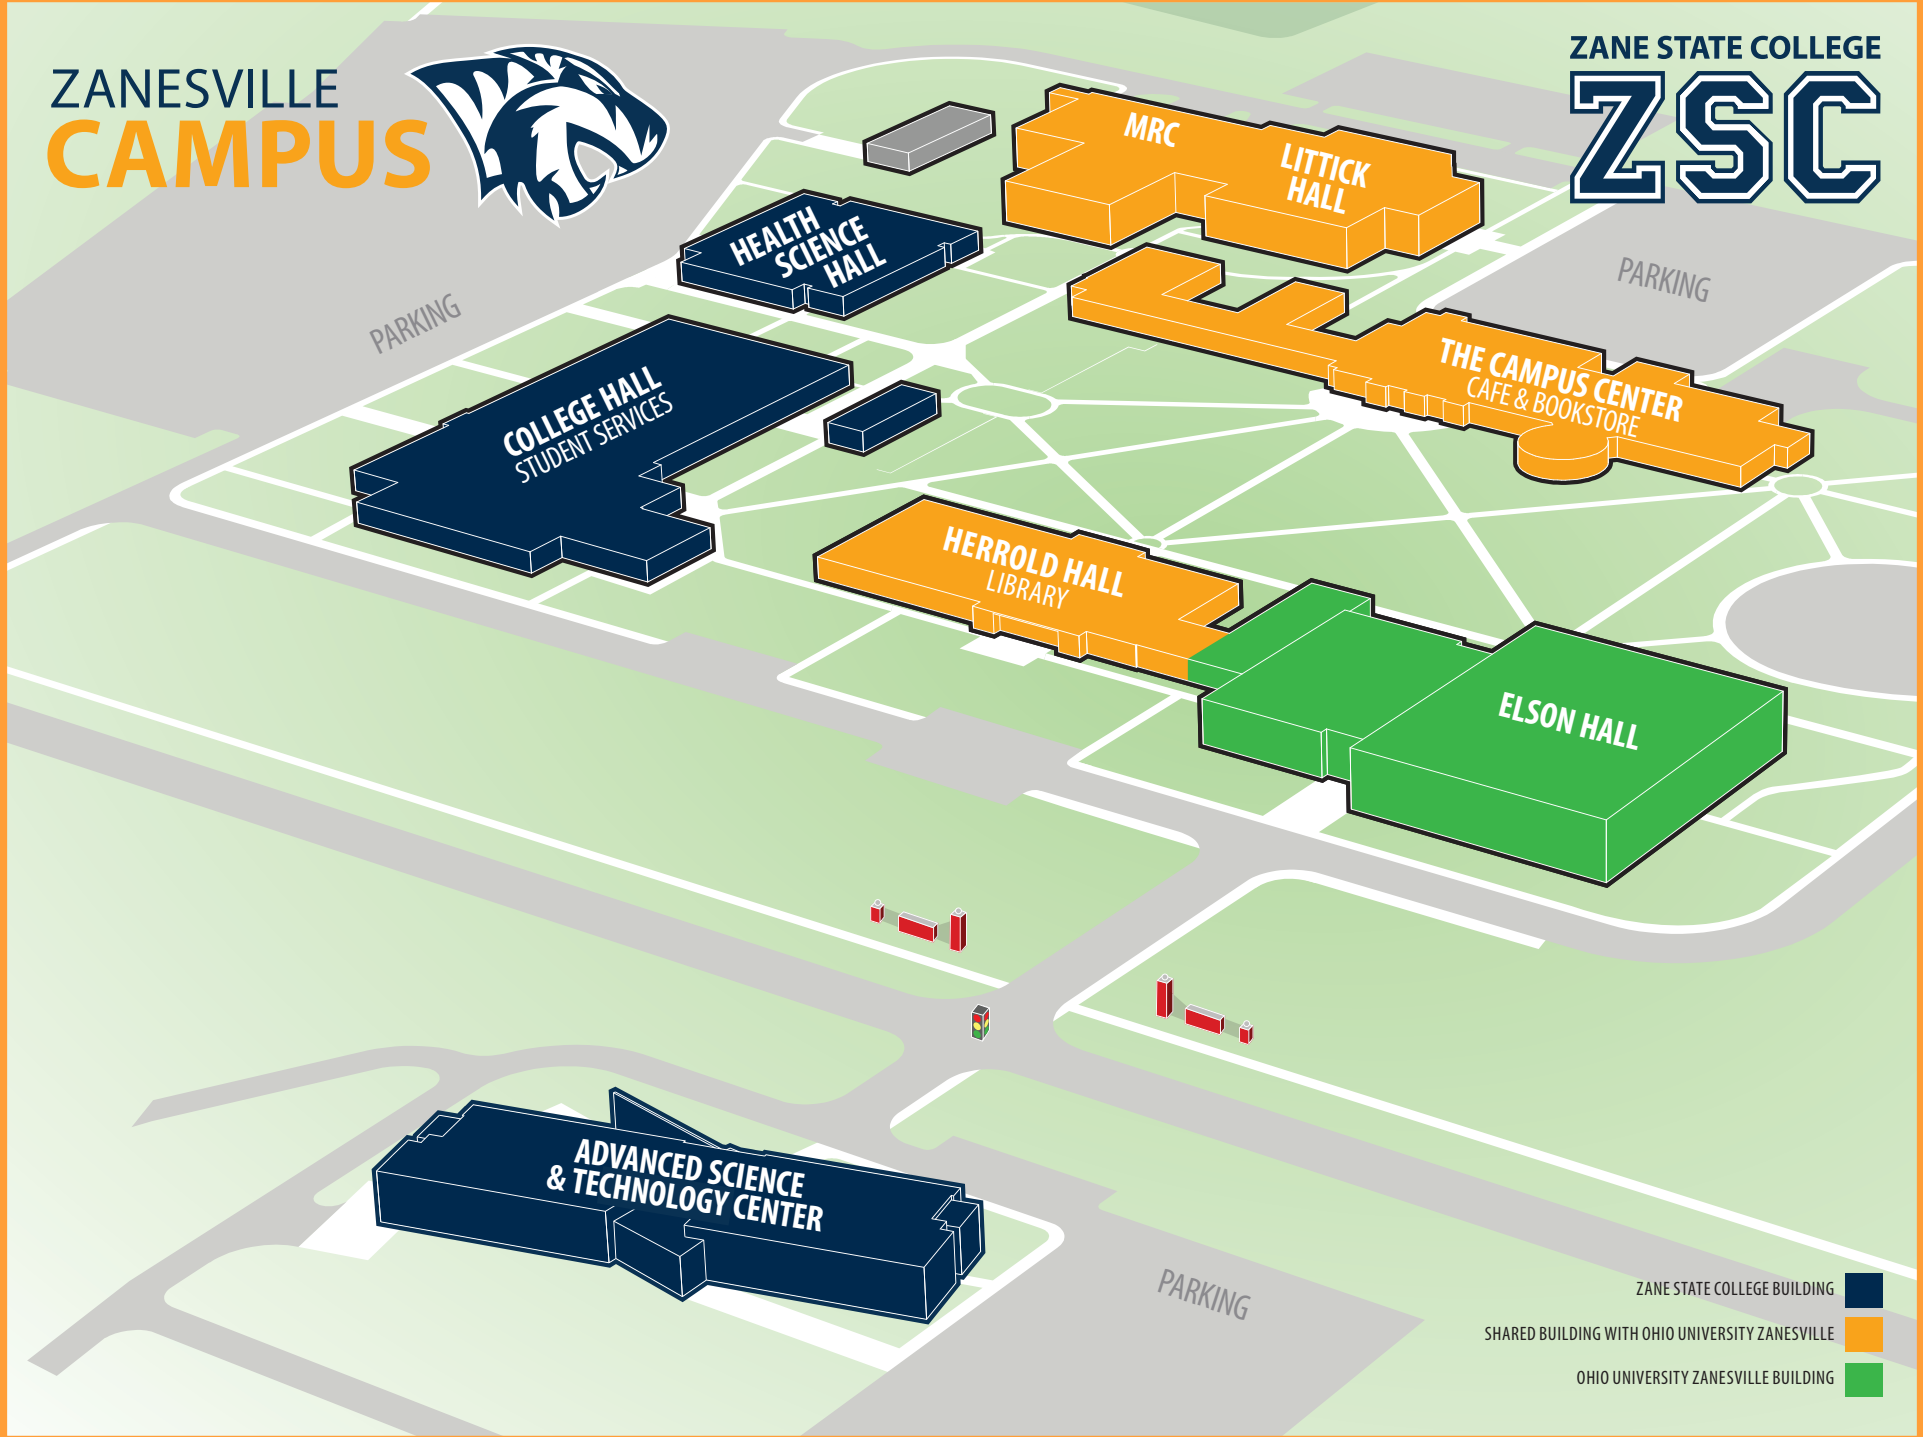 ZANESVILLE
CAMPUS
ZANE STATE COLLEGE
ZSC
MRC
LITTICK
HALL
HEALTH
SCIENCE
HALL
PARKING
PARKING
THE CAMPUS CENTER
CAFE & BOOKSTORE
COLLEGE HALL
STUDENT SERVICES
HERROLD HALL
LIBRARY
ELSON HALL
ADVANCED SCIENCE
& TECHNOLOGY CENTER
PARKING
ZANE STATE COLLEGE BUILDING
SHARED BUILDING WITH OHIO UNIVERSITY ZANESVILLE
OHIO UNIVERSITY ZANESVILLE BUILDING